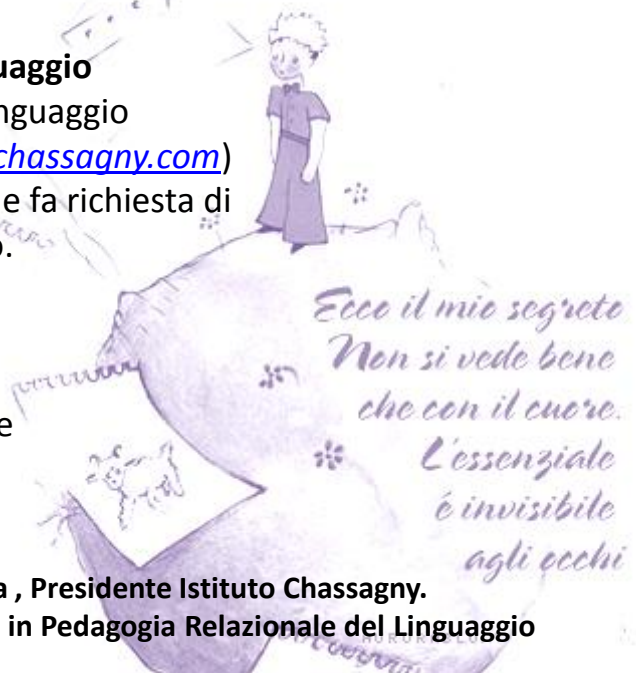 uaggio
nguaggio
chassagny.com)
e fa richiesta di
o.
Ecco il mio segreto
Non si vede bene
che con il cuore.
e
L'essenziale
é invisibile
agli occhi
a , Presidente Istituto Chassagny.
in Pedagogia Relazionale del Linguaggio